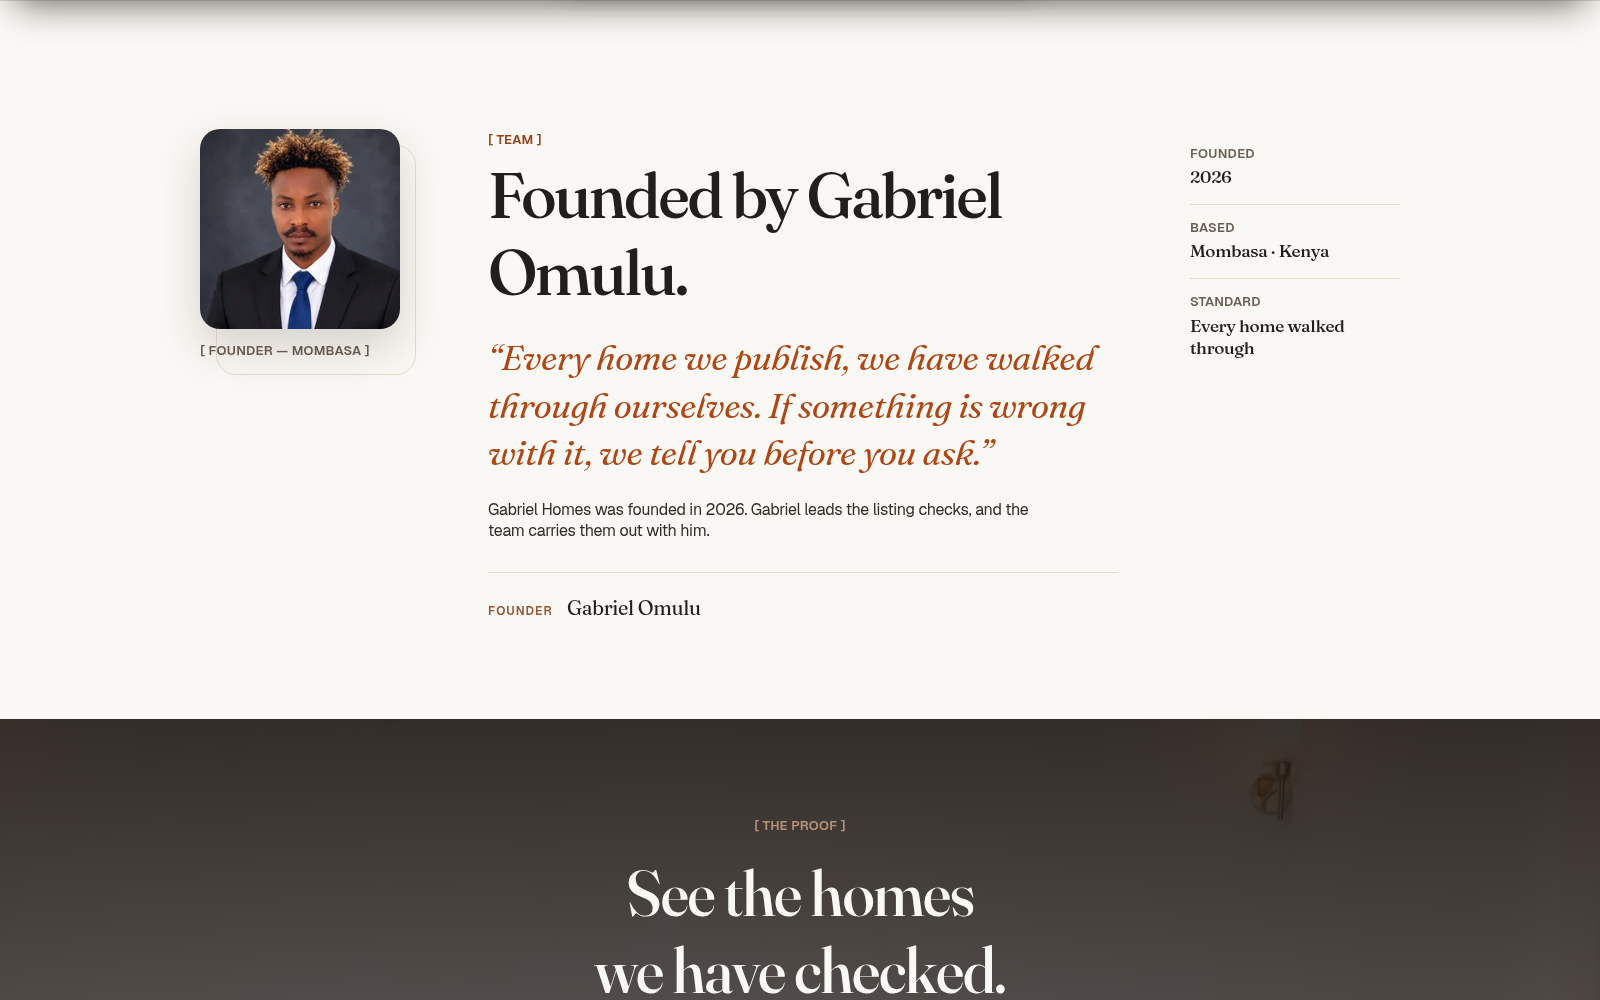 [ FOUNDER — MOMBASA ]
[ TEAM ]
Founded by Gabriel
Omulu.
“Every home we publish, we have walked
through ourselves. If something is wrong
with it, we tell you before you ask.”
Gabriel Homes was founded in 2026. Gabriel leads the listing checks, and the
team carries them out with him.
FOUNDER Gabriel Omulu
FOUNDED
2026
BASED
Mombasa · Kenya
STANDARD
Every home walked
through
[ THE PROOF ]
See the homes
we have checked.